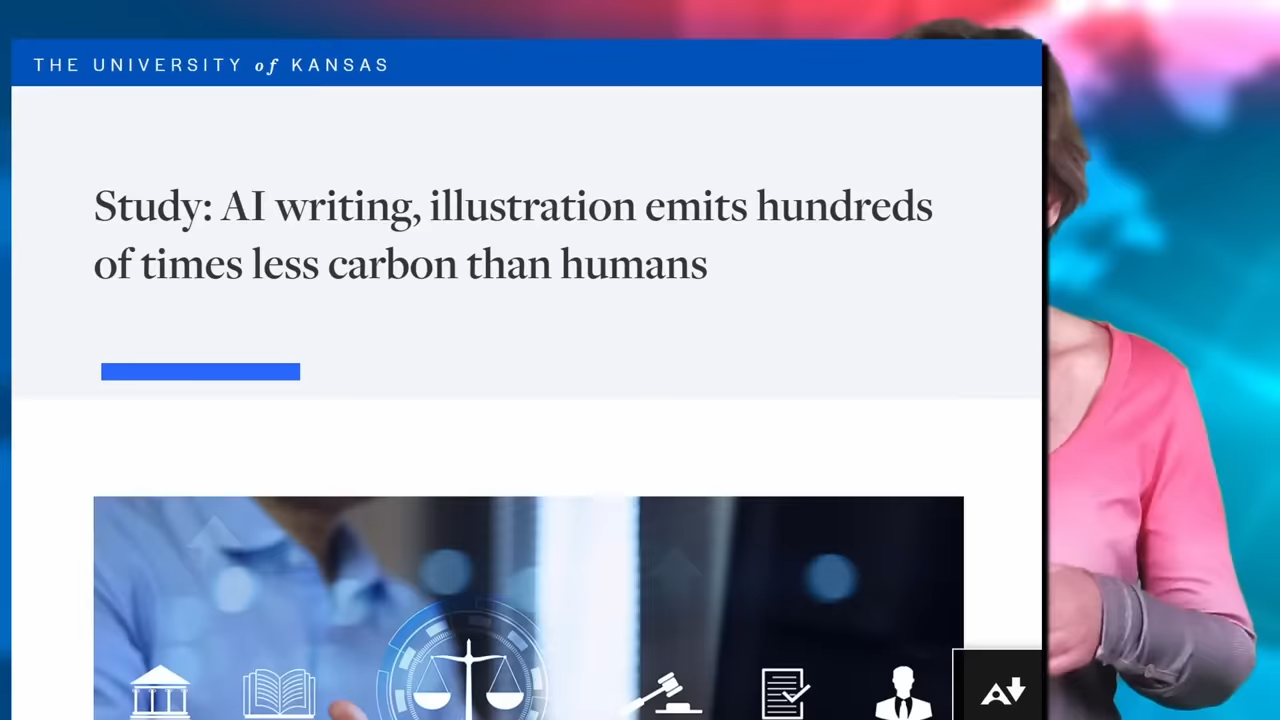 THE UNIVERSITY of KANSAS
Study: AI writing, illustration emits hundreds
of times less carbon than humans